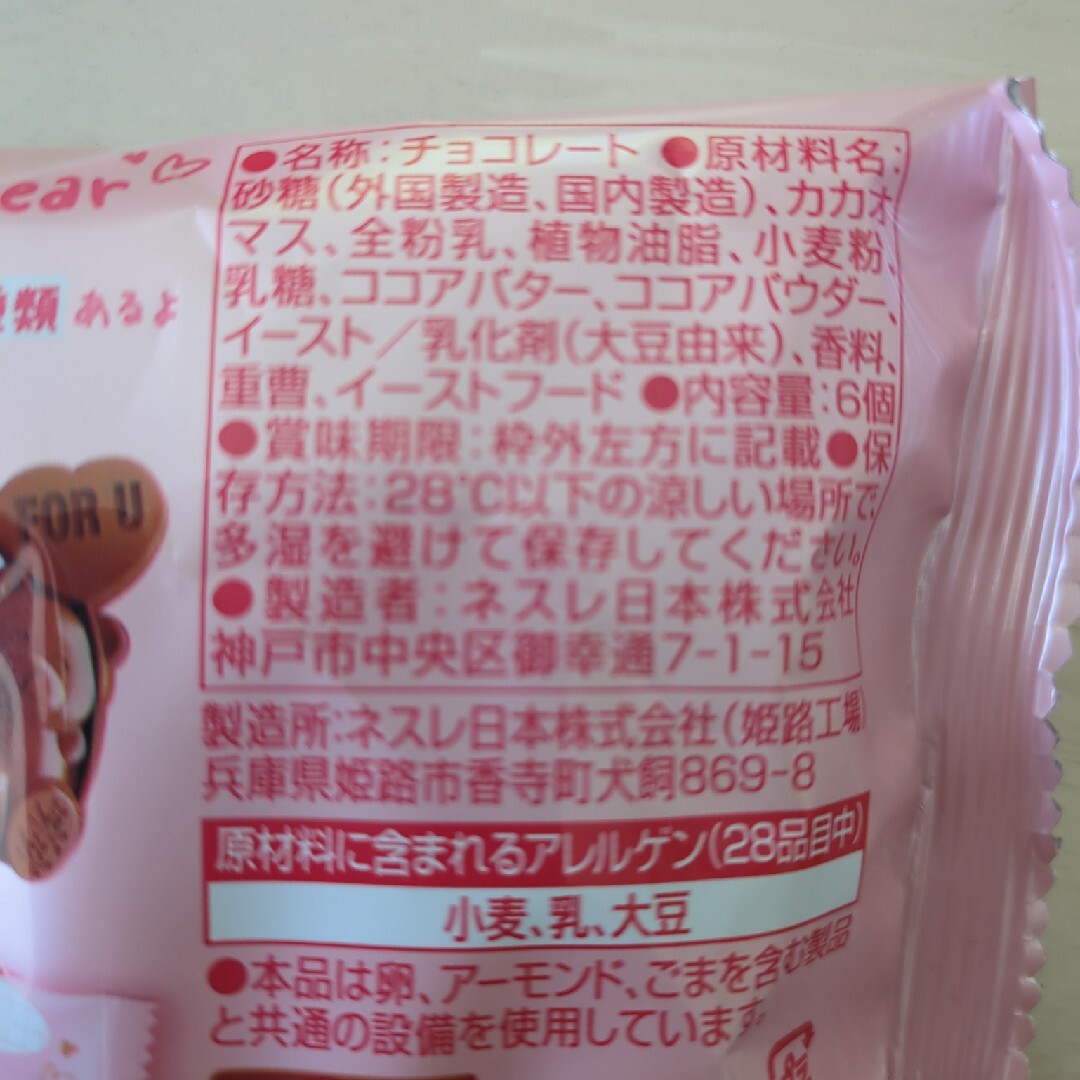 ●名称：チョコレート ●原材料名：
砂糖（外国製造、国内製造）、カカオ
マス、全粉乳、植物油脂、小麦粉、
乳糖、ココアバター、ココアパウダー、
イースト／乳化剤（大豆由来）、香料、
重曹、イーストフード ●内容量：6個
●賞味期限：枠外左方に記載●保
存方法：28℃以下の涼しい場所で、
多湿を避けて保存してください。
●製造者：ネスレ日本株式会社
神戸市中央区御幸通7-1-15
製造所：ネスレ日本株式会社（姫路工場）
兵庫県姫路市香寺町犬飼869-8
原材料に含まれるアレルゲン（28品目中）
小麦、乳、大豆
●本品は卵、アーモンド、ごまを含む製品
と共通の設備を使用しています。
ear
類 あるよ
FOR U